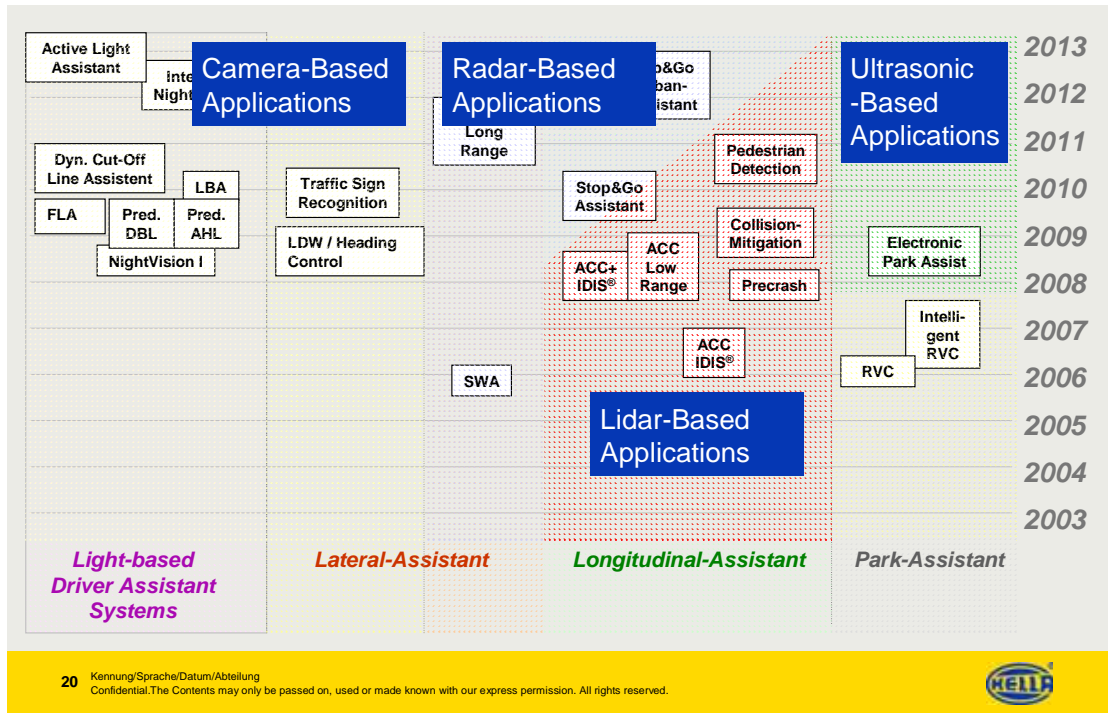 Active Light
Assistant
Camera-Based
Applications
Radar-Based
Applications
Ultrasonic
-Based
Applications
Long
Range
Dyn. Cut-Off
Line Assistent
LBA
FLA
Pred.
DBL
Pred.
AHL
NightVision I
Traffic Sign
Recognition
LDW / Heading
Control
SWA
Stop&Go
Assistant
Pedestrian
Detection
Collision-
Mitigation
ACC+
IDIS®
ACC
Low
Range
Precrash
ACC
IDIS®
Lidar-Based
Applications
Electronic
Park Assist
Intelli-
gent
RVC
RVC
2013
2012
2011
2010
2009
2008
2007
2006
2005
2004
2003
Light-based
Driver Assistant
Systems
Lateral-Assistant
Longitudinal-Assistant
Park-Assistant
20
Kennung/Sprache/Datum/Abteilung
Confidential.The Contents may only be passed on, used or made known with our express permission. All rights reserved.
HELLA